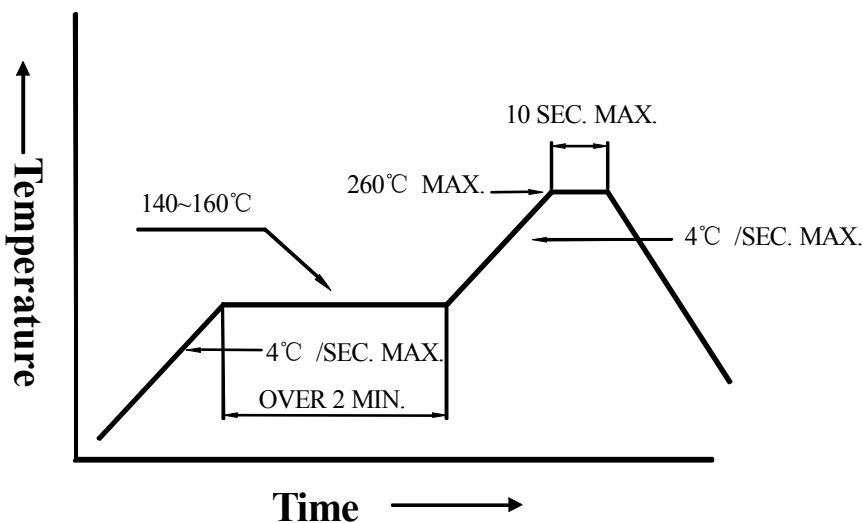 10 SEC. MAX.
260℃ MAX.
140~160℃
4℃ /SEC. MAX.
4℃ /SEC. MAX.
OVER 2 MIN.
Temperature
Time